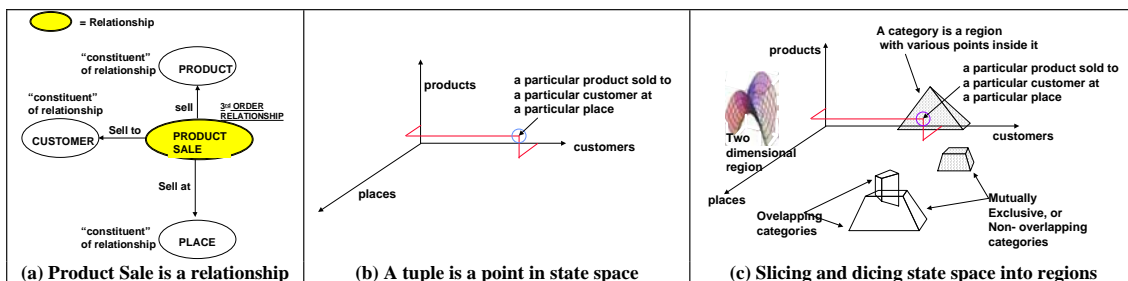 = Relationship
“constituent”
of relationship
PRODUCT
“constituent”
of relationship
sell
3rd ORDER
RELATIONSHIP
CUSTOMER
Sell to
PRODUCT
SALE
Sell at
“constituent”
of relationship
PLACE
(a) Product Sale is a relationship
products
a particular product sold to
a particular customer at
a particular place
customers
places
(b) A tuple is a point in state space
A category is a region
with various points inside it
products
a particular product sold to
a particular customer at
a particular place
Two
dimensional
region
customers
places
Ovelapping
categories
Mutually
Exclusive, or
Non- overlapping
categories
(c) Slicing and dicing state space into regions